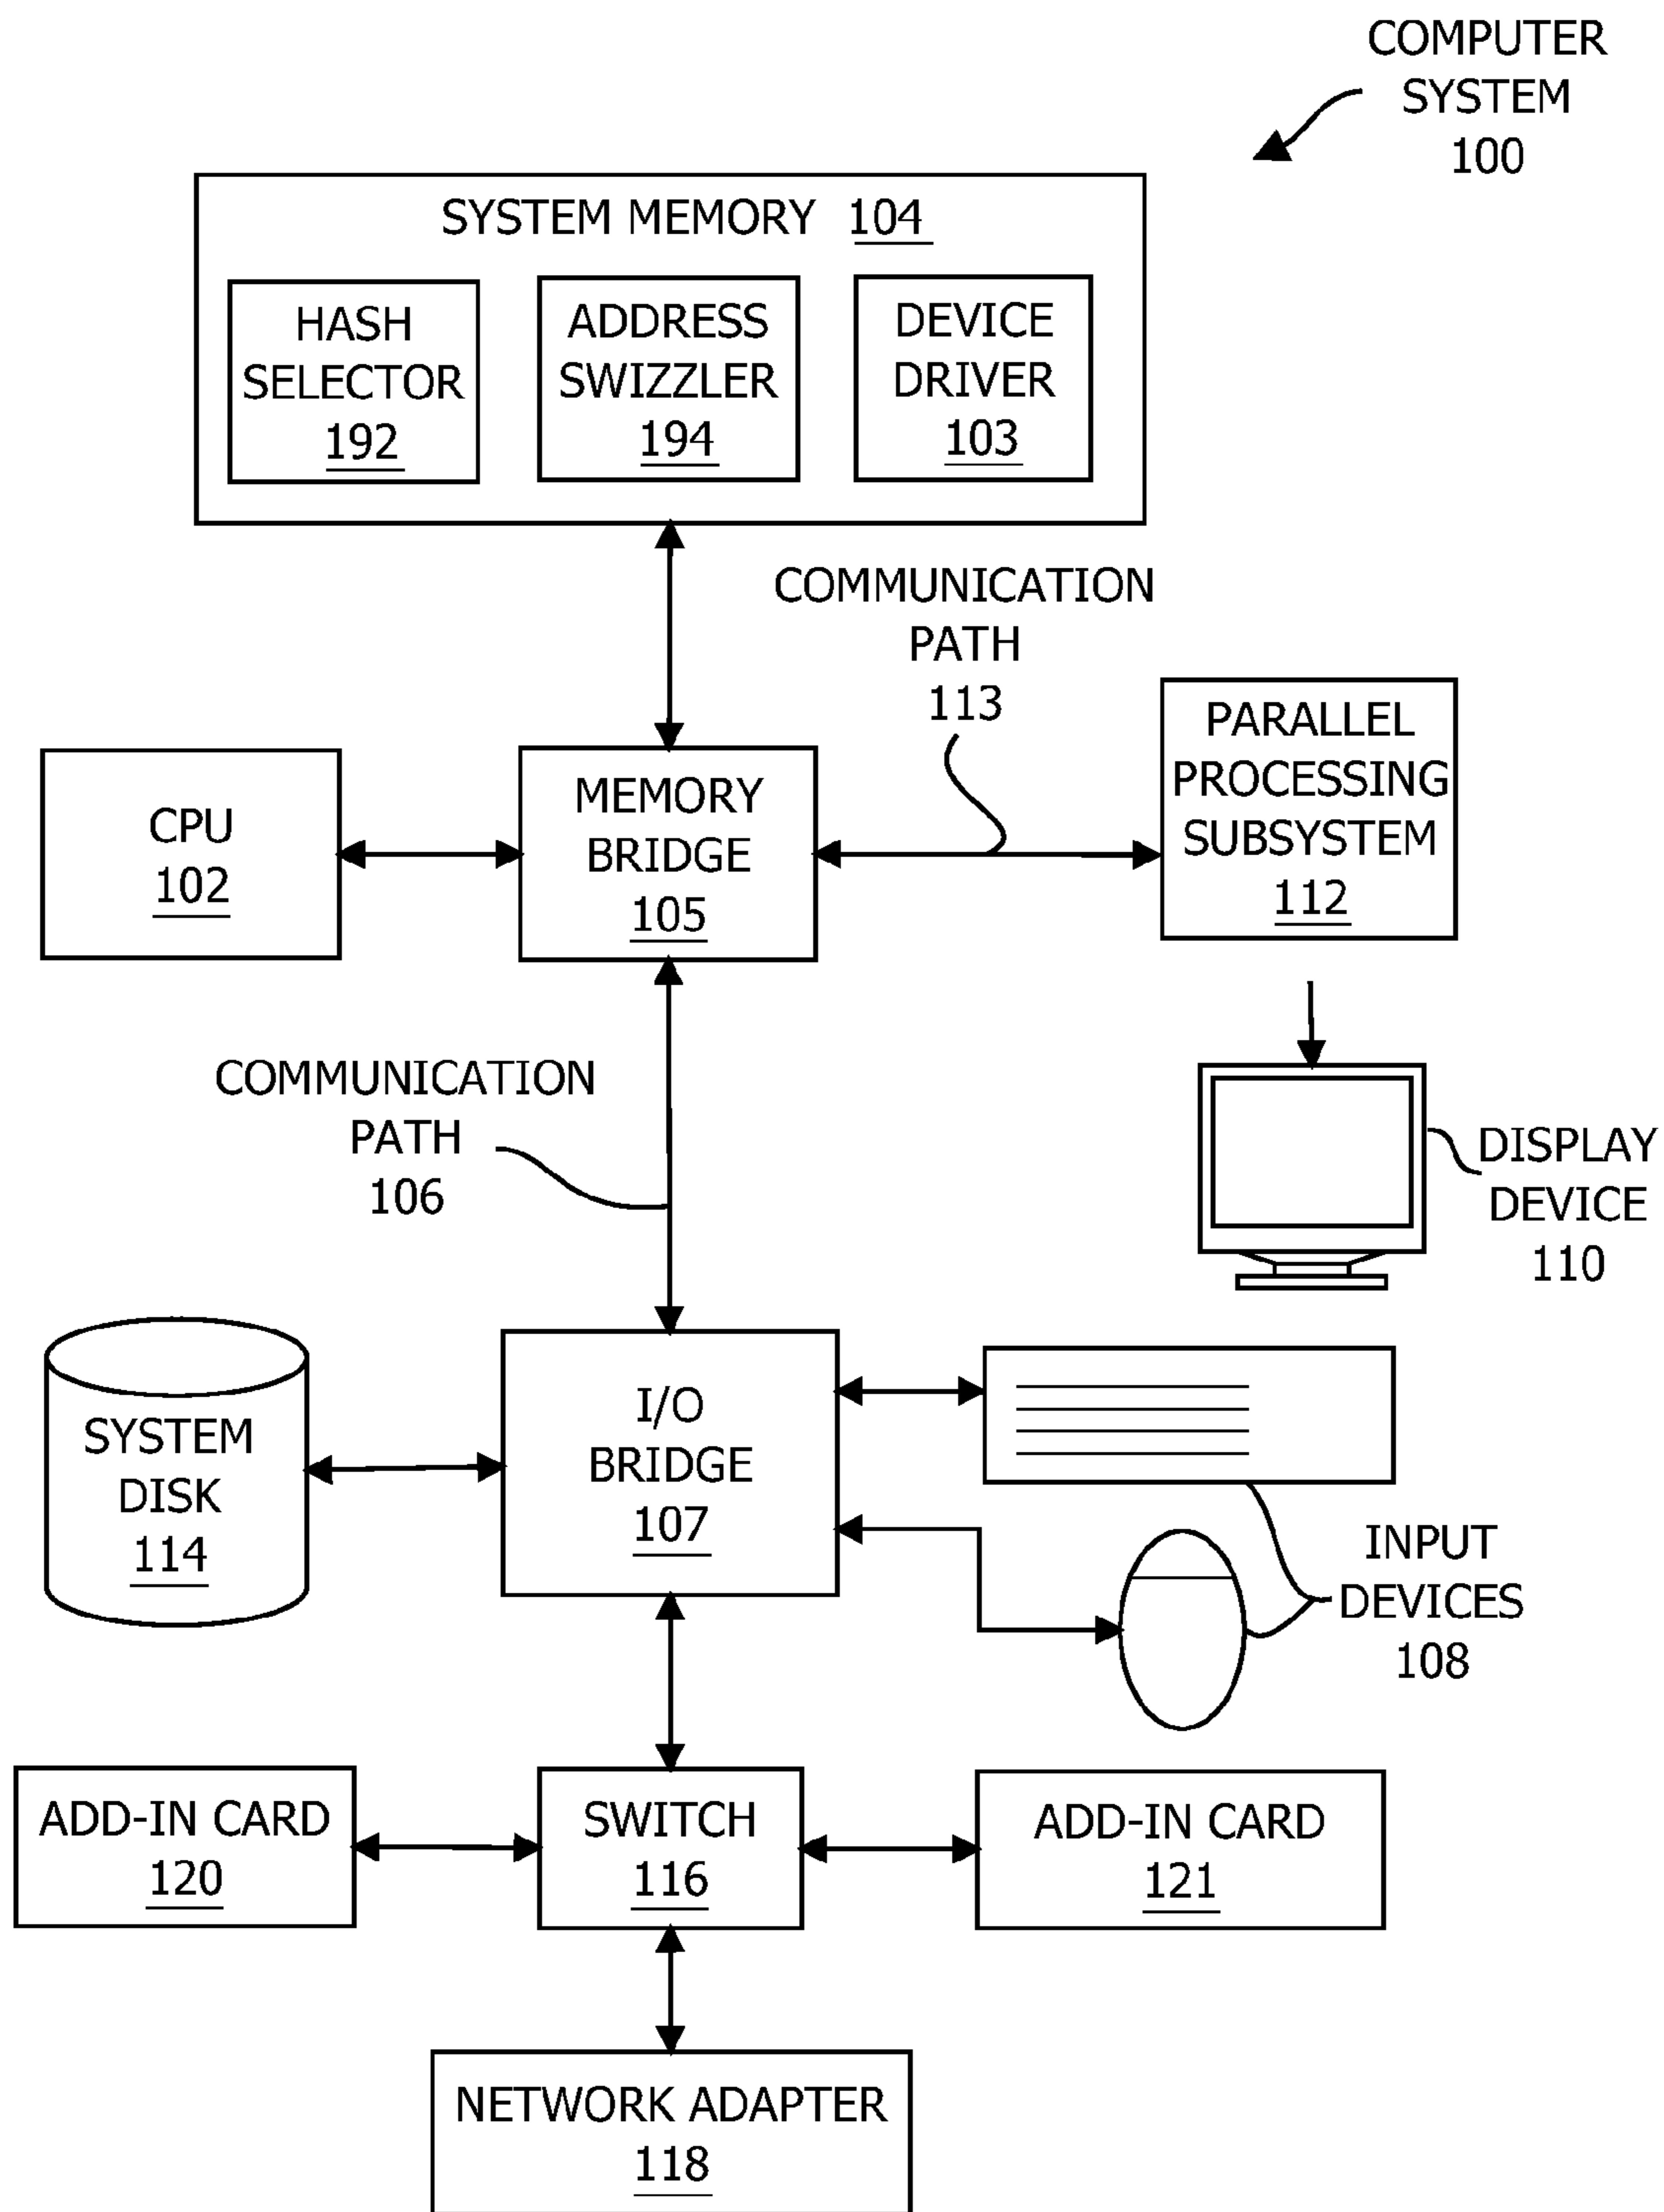 COMPUTER
SYSTEM
100
SYSTEM MEMORY 104
HASH
SELECTOR
192
ADDRESS
SWIZZLER
194
DEVICE
DRIVER
103
COMMUNICATION
PATH
113
CPU
102
MEMORY
BRIDGE
105
PARALLEL
PROCESSING
SUBSYSTEM
112
COMMUNICATION
PATH
106
DISPLAY
DEVICE
110
SYSTEM
DISK
114
I/O
BRIDGE
107
INPUT
DEVICES
108
ADD-IN CARD
120
SWITCH
116
ADD-IN CARD
121
NETWORK ADAPTER
118